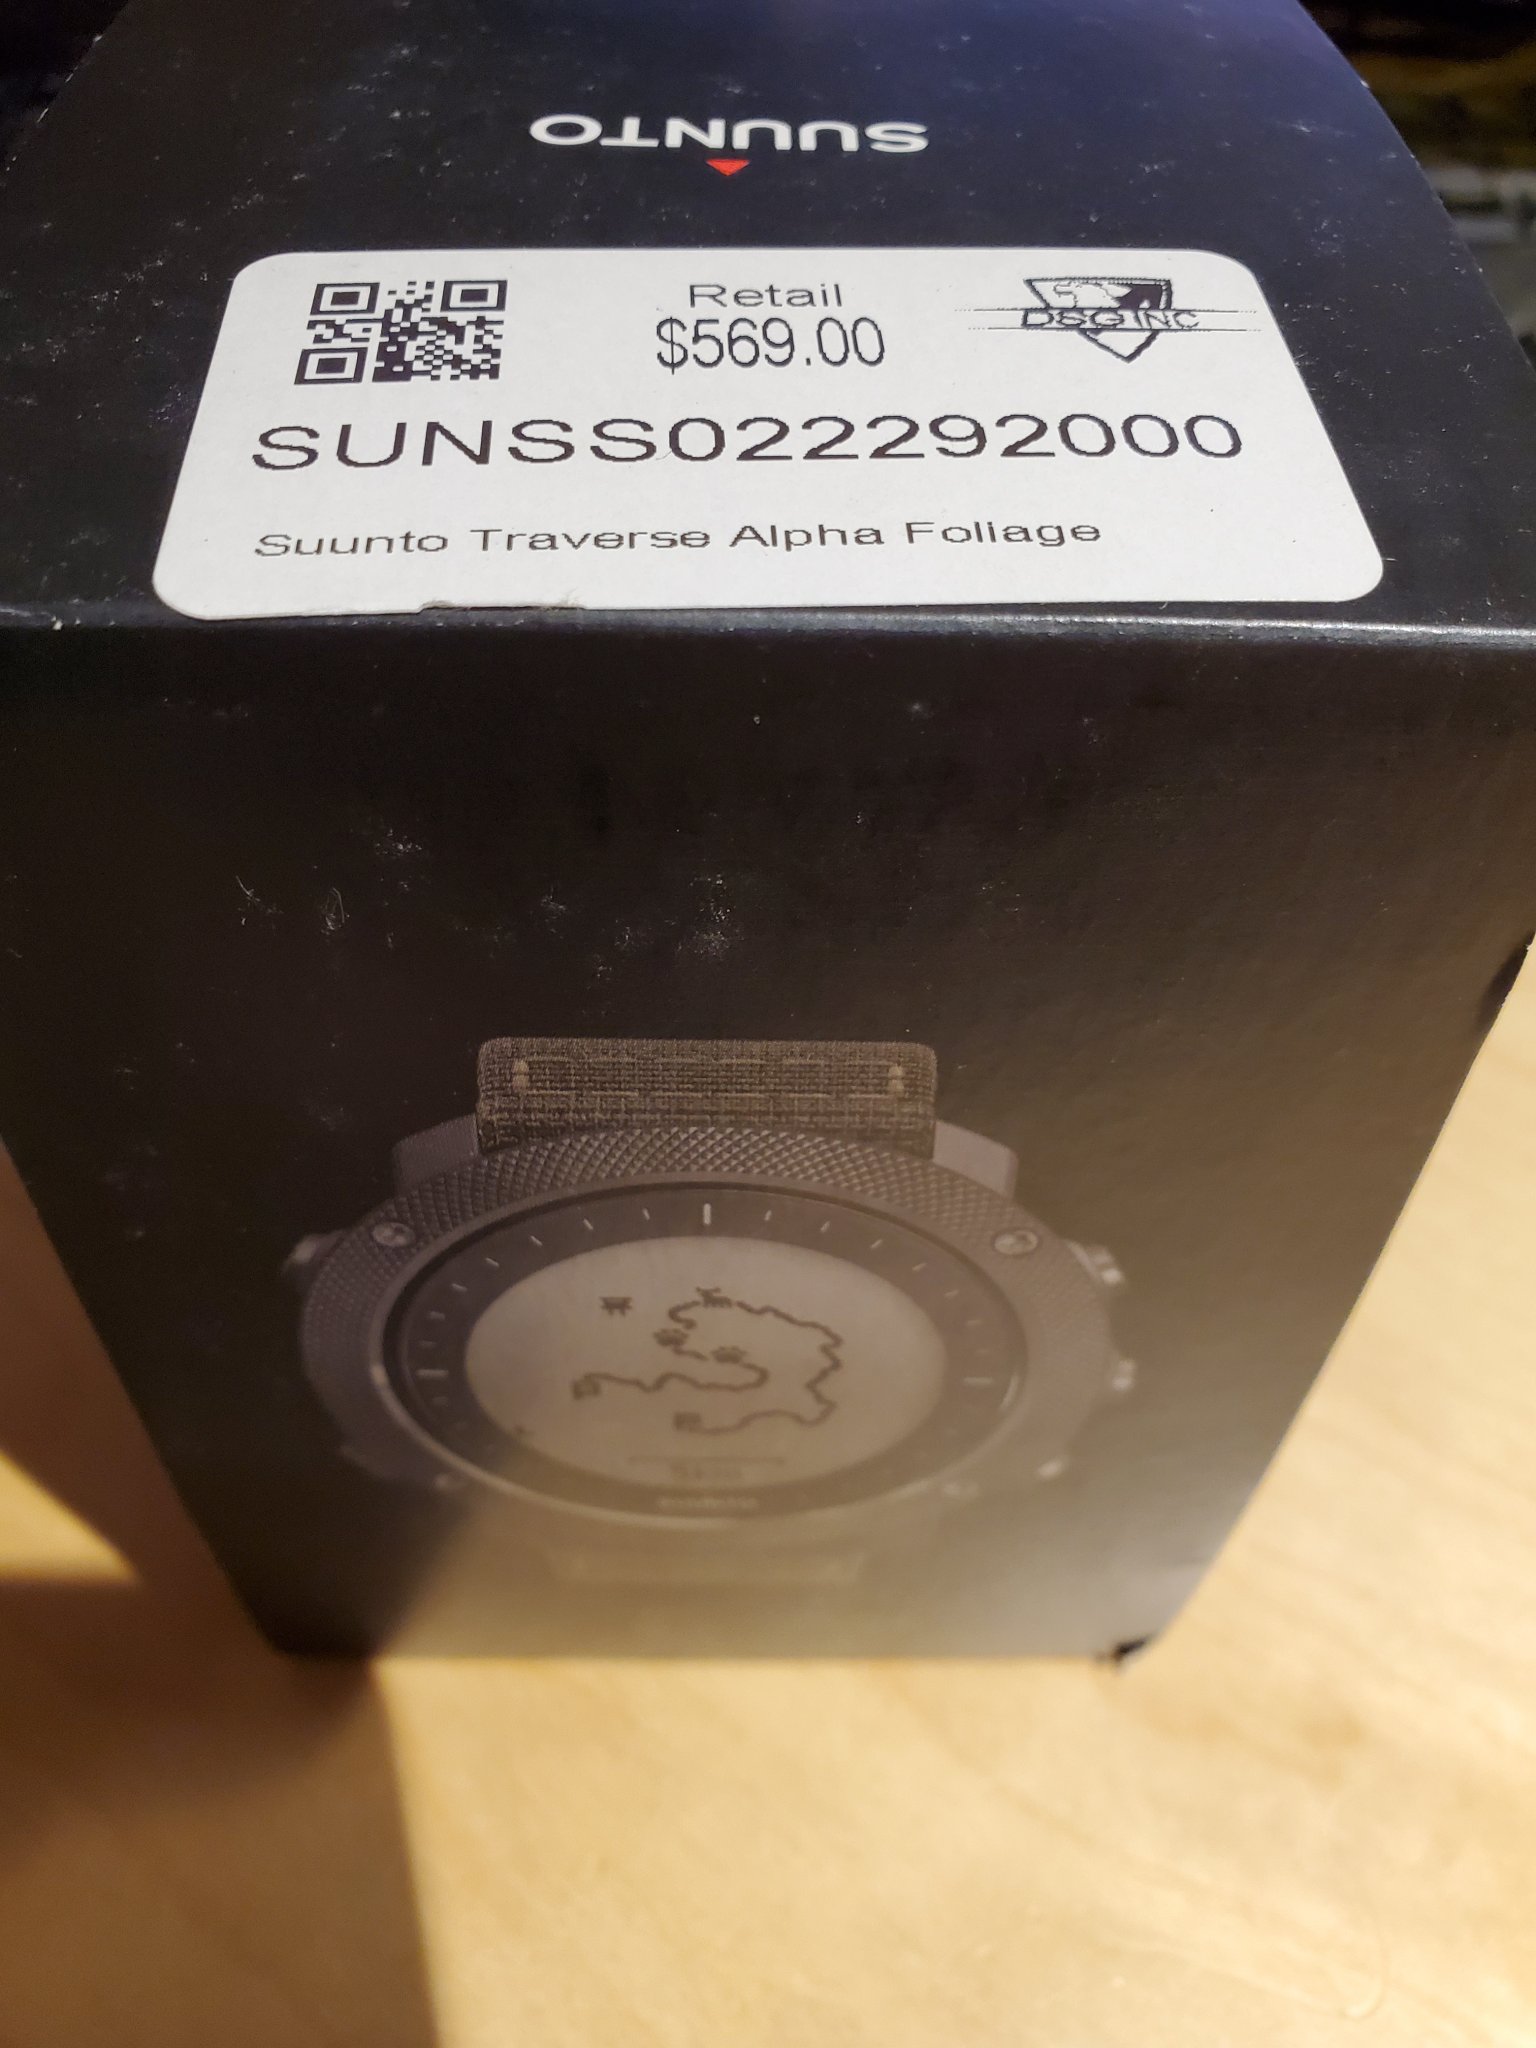 SUUNTO
Retail
$569.00
DSG INC
SUNSS022292000
Suunto Traverse Alpha Foliage